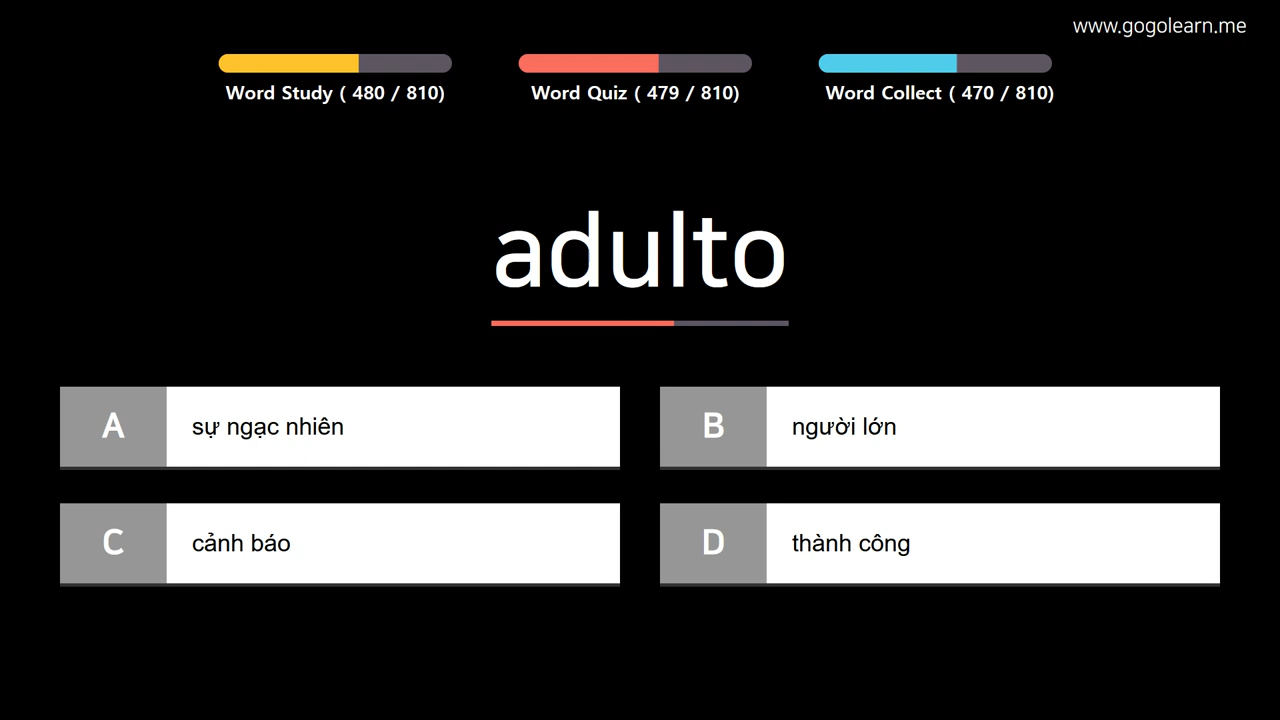 www.gogolearn.me
Word Study ( 480 / 810)
Word Quiz ( 479 / 810)
Word Collect ( 470 / 810)
adulto
A
sự ngạc nhiên
B
người lớn
C
cảnh báo
D
thành công